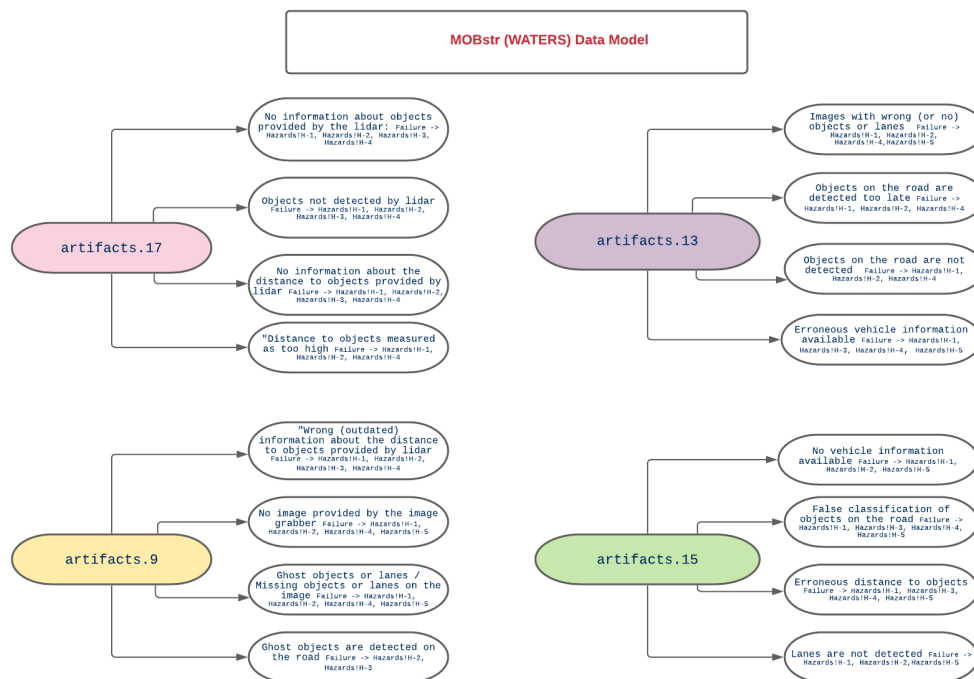 MOBstr (WATERS) Data Model
No information about objects
provided by the lidar: Failure ->
Hazards!H-1, Hazards!H-2, Hazards!H-3,
Hazards!H-4
Objects not detected by lidar
Failure -> Hazards!H-1, Hazards!H-2,
Hazards!H-3, Hazards!H-4
artifacts.17
No information about the
distance to objects provided by
lidar Failure -> Hazards!H-1, Hazards!H-2,
Hazards!H-3, Hazards!H-4
"Distance to objects measured
as too high Failure -> Hazards!H-1,
Hazards!H-2, Hazards!H-4
Images with wrong (or no)
objects or lanes Failure ->
Hazards!H-1, Hazards!H-2,
Hazards!H-4,Hazards!H-5
Objects on the road are
detected too late Failure ->
Hazards!H-1, Hazards!H-2, Hazards!H-4
artifacts.13
Objects on the road are not
detected Failure -> Hazards!H-1,
Hazards!H-2, Hazards!H-4
Erroneous vehicle information
available Failure -> Hazards!H-1,
Hazards!H-3, Hazards!H-4, Hazards!H-5
"Wrong (outdated)
information about the distance
to objects provided by lidar
Failure -> Hazards!H-1, Hazards!H-2,
Hazards!H-3, Hazards!H-4
No image provided by the image
grabber Failure -> Hazards!H-1,
Hazards!H-2, Hazards!H-4, Hazards!H-5
artifacts.9
Ghost objects or lanes /
Missing objects or lanes on the
image Failure -> Hazards!H-1,
Hazards!H-2, Hazards!H-4, Hazards!H-5
Ghost objects are detected on
the road Failure -> Hazards!H-2,
Hazards!H-3
No vehicle information
available Failure -> Hazards!H-1,
Hazards!H-2, Hazards!H-5
False classification of
objects on the road Failure ->
Hazards!H-1, Hazards!H-3, Hazards!H-4,
Hazards!H-5
artifacts.15
Erroneous distance to objects
Failure -> Hazards!H-1, Hazards!H-3,
Hazards!H-4, Hazards!H-5
Lanes are not detected Failure ->
Hazards!H-1, Hazards!H-2,Hazards!H-5